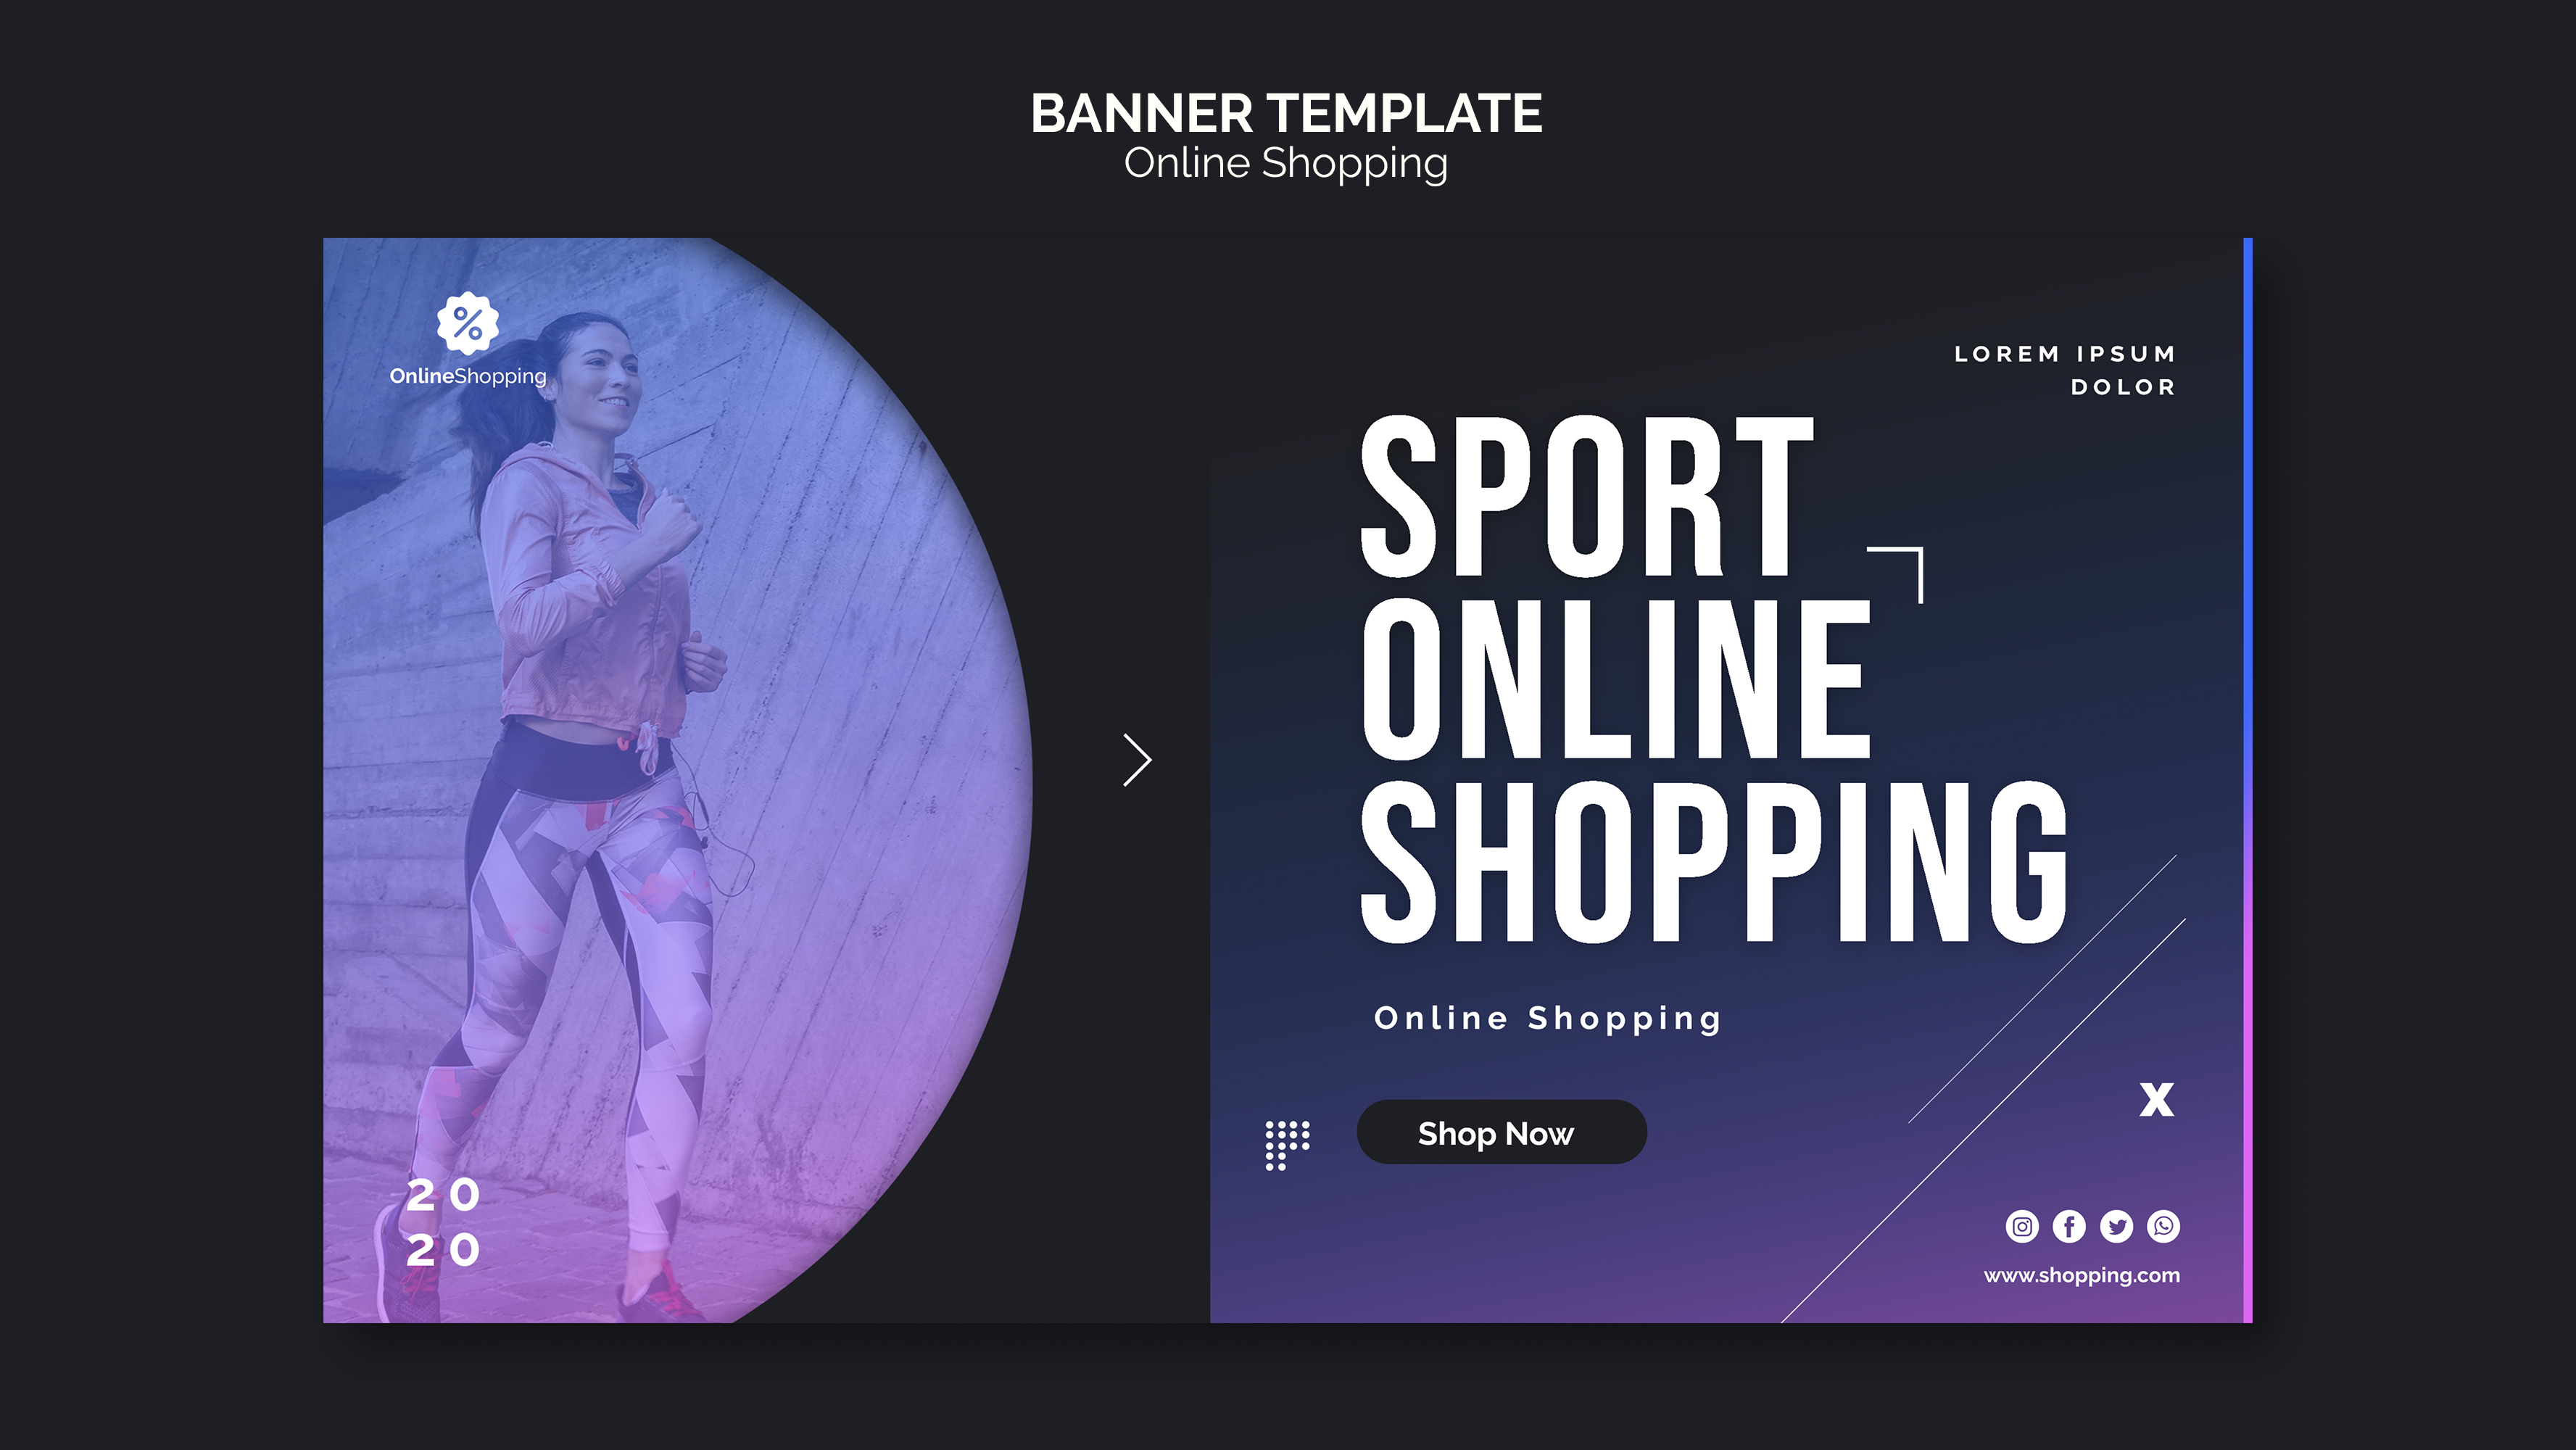 BANNER TEMPLATE
Online Shopping
%
OnlineShopping
20
20
LOREM IPSUM
DOLOR
SPORT
ONLINE
SHOPPING
Online Shopping
Shop Now
x
www.shopping.com